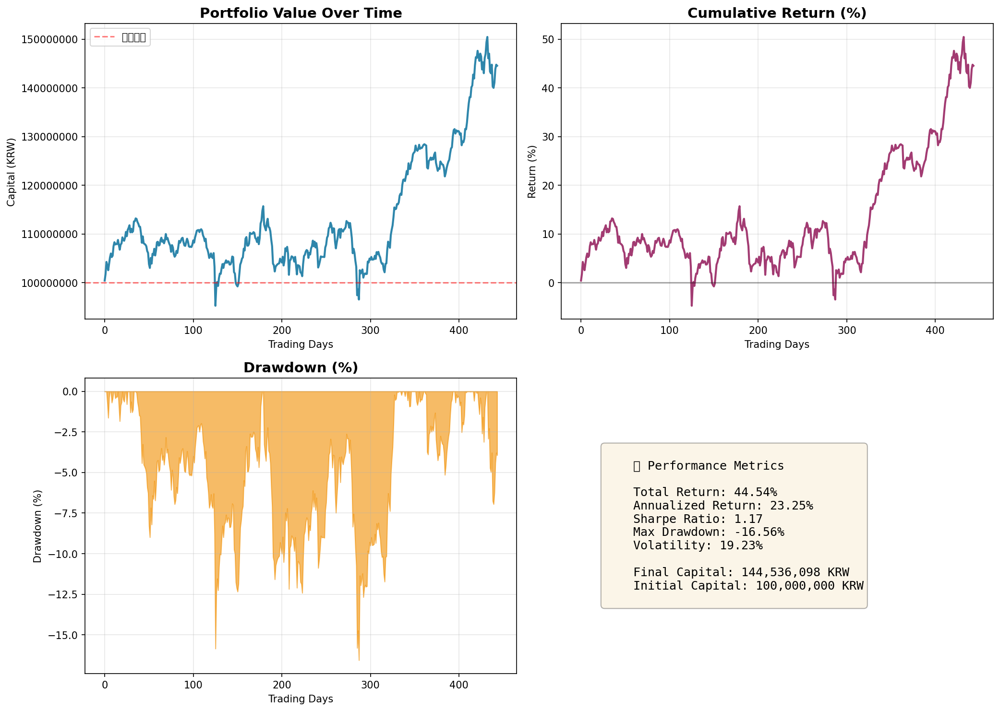 Portfolio Value Over Time
Capital (KRW)
150000000
140000000
130000000
120000000
110000000
100000000
0
100
200
300
400
Trading Days
Cumulative Return (%)
Return (%)
50
40
30
20
10
0
0
100
200
300
400
Trading Days
Drawdown (%)
Drawdown (%)
0.0
−2.5
−5.0
−7.5
−10.0
−12.5
−15.0
0
100
200
300
400
Trading Days
Performance Metrics
Total Return: 44.54%
Annualized Return: 23.25%
Sharpe Ratio: 1.17
Max Drawdown: -16.56%
Volatility: 19.23%
Final Capital: 144,536,098 KRW
Initial Capital: 100,000,000 KRW